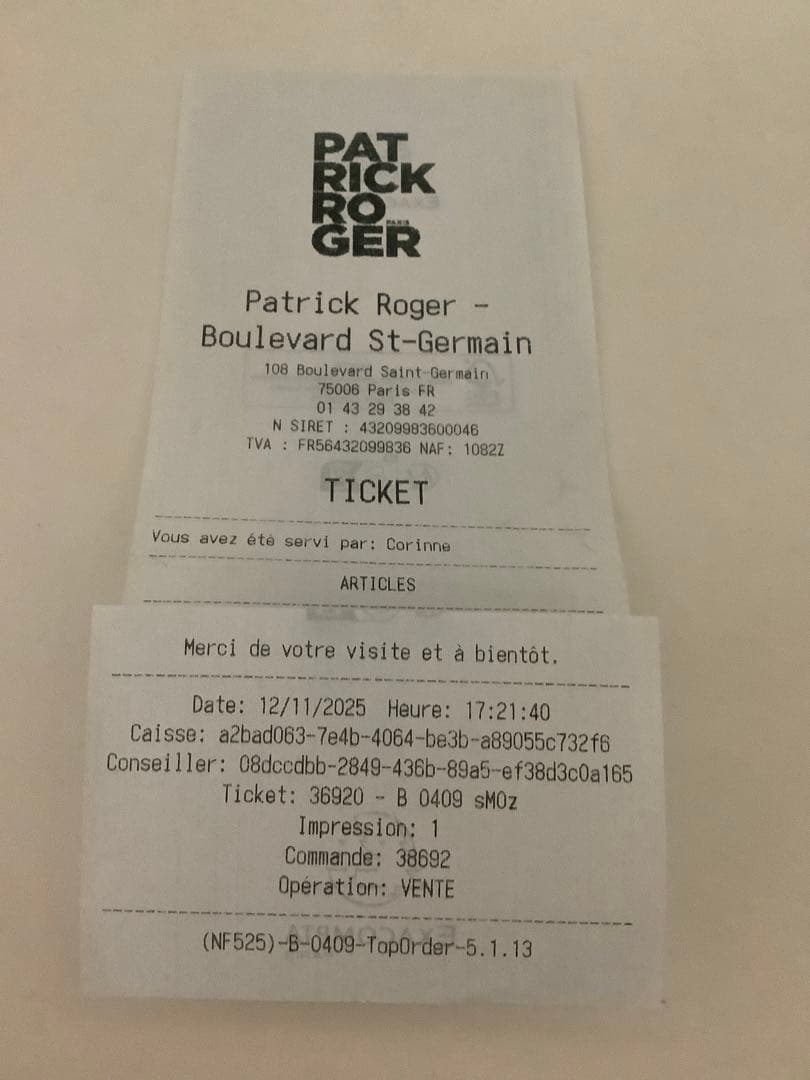 PAT
RICK
RO PARIS
GER
Patrick Roger -
Boulevard St-Germain
108 Boulevard Saint-Germain
75006 Paris FR
01 43 29 38 42
N SIRET : 43209983600046
TVA : FR56432099836 NAF: 1082Z
TICKET
Vous avez été servi par: Corinne
ARTICLES
Merci de votre visite et à bientôt.
Date: 12/11/2025 Heure: 17:21:40
Caisse: a2bad063-7e4b-4064-be3b-a89055c732f6
Conseiller: 08dccdbb-2849-436b-89a5-ef38d3c0a165
Ticket: 36920 - B 0409 sMOz
Impression: 1
Commande: 38692
Opération: VENTE
(NF525)-B-0409-TopOrder-5.1.13